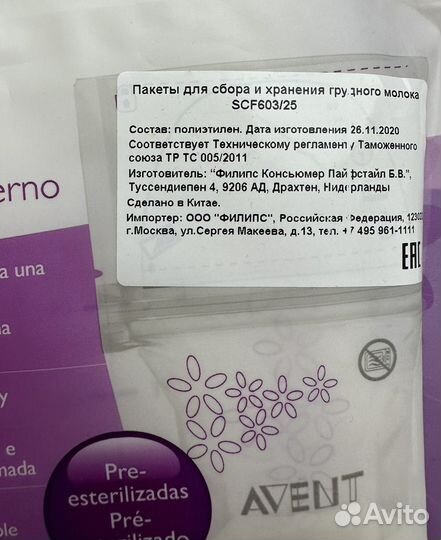 Пакеты для сбора и хранения грудного молока
SCF603/25
Состав: полиэтилен. Дата изготовления 26.11.2020
Соответствует Техническому регламенту Таможенного
союза ТР ТС 005/2011
Изготовитель: "Филипс Консьюмер Лайфстайл Б.В.",
Туссендиепен 4, 9206 АД, Драхтен, Нидерланды
Сделано в Китае.
Импортер: ООО "ФИЛИПС", Российская Федерация,
г.Москва, ул.Сергея Макеева, д.13, тел. +7 495 961-1111
EAC
erno
a una
na
y
e
mada
ble
Pre-
esterilizadas
Pré-
AVENT
Avito